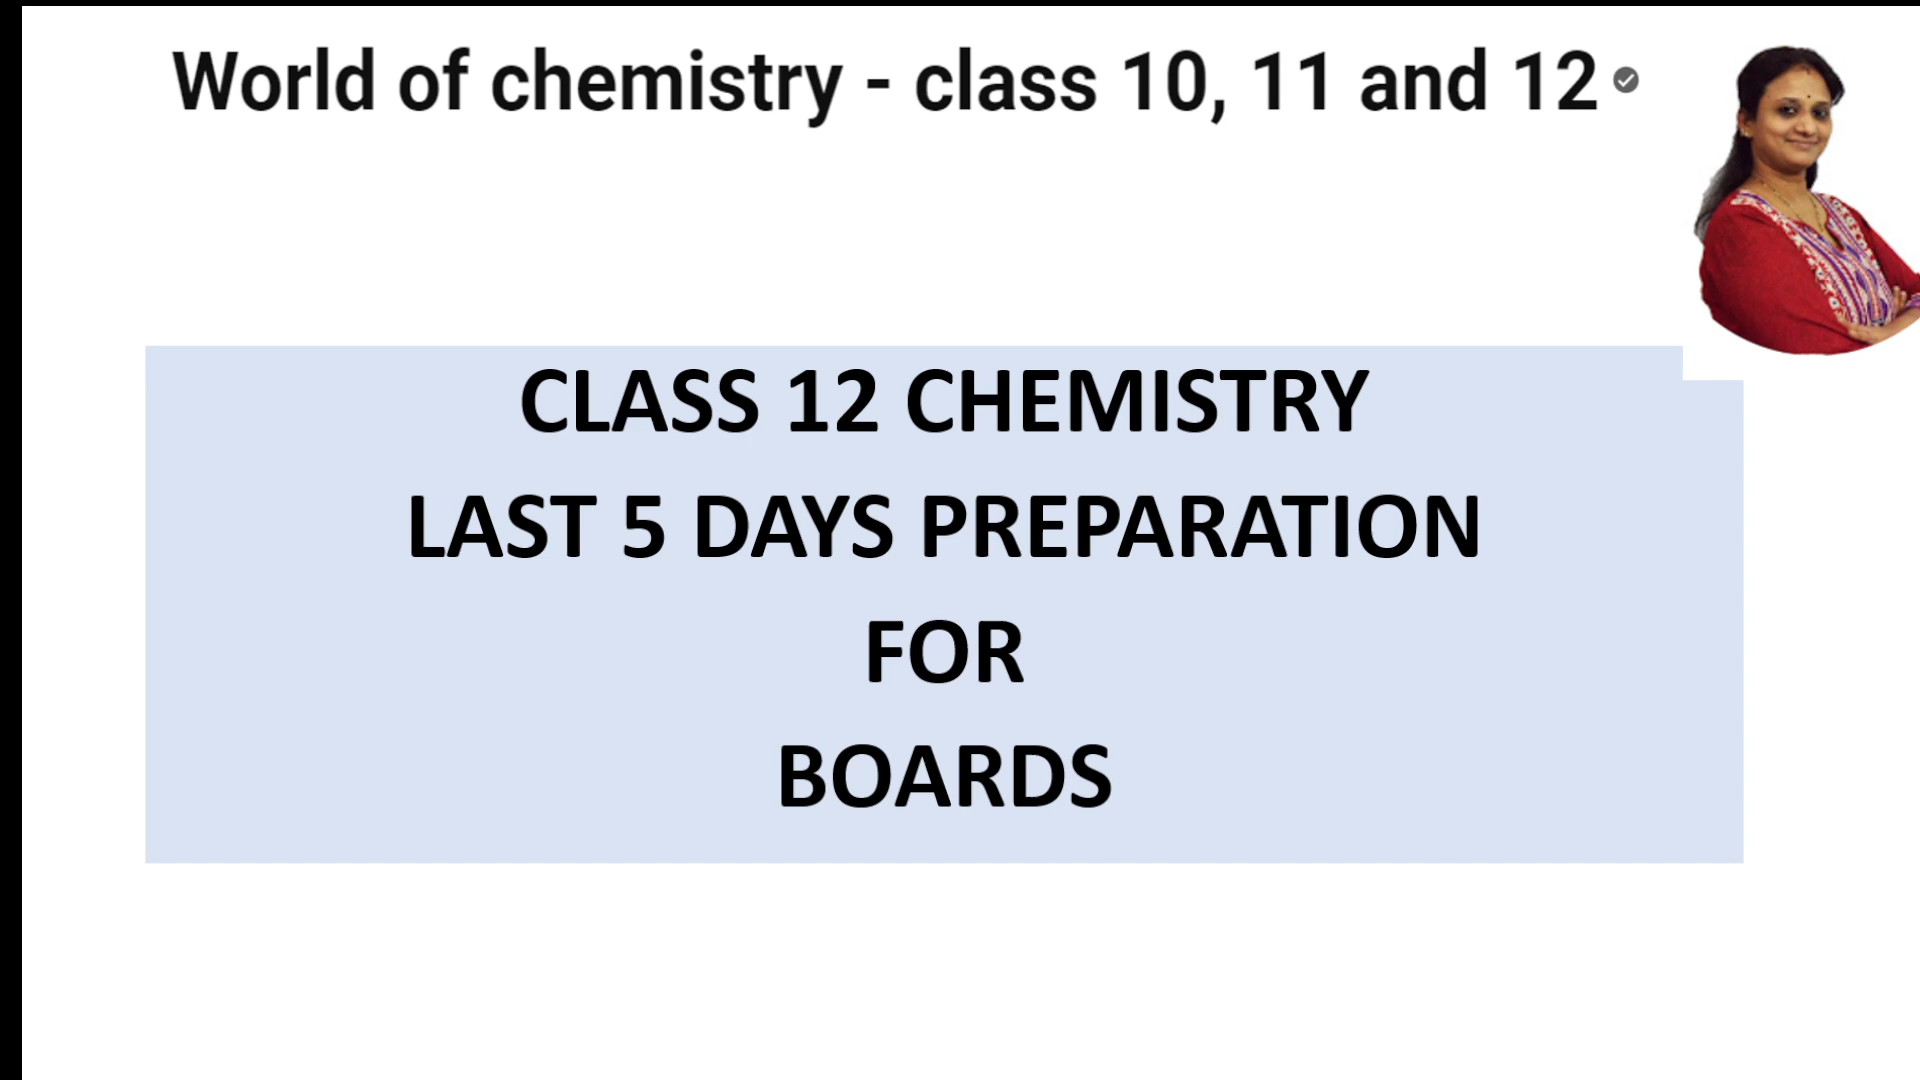 World of chemistry - class 10, 11 and 12
CLASS 12 CHEMISTRY
LAST 5 DAYS PREPARATION
FOR
BOARDS